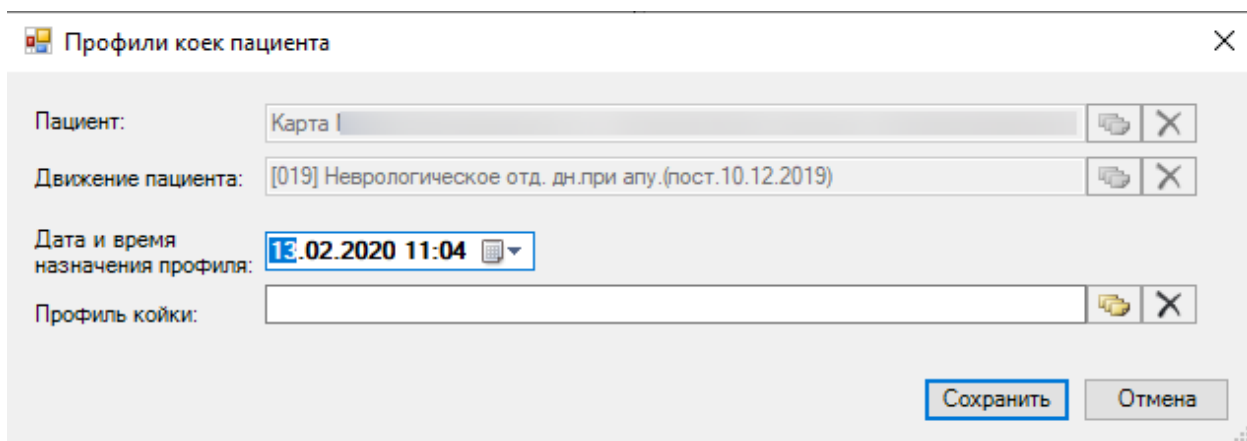 Профили коек пациента
Пациент:
Карта
Движение пациента:
[019] Неврологическое отд. дн.при апу.(пост.10.12.2019)
Дата и время
назначения профиля:
13.02.2020 11:04
Профиль койки:
Сохранить
Отмена